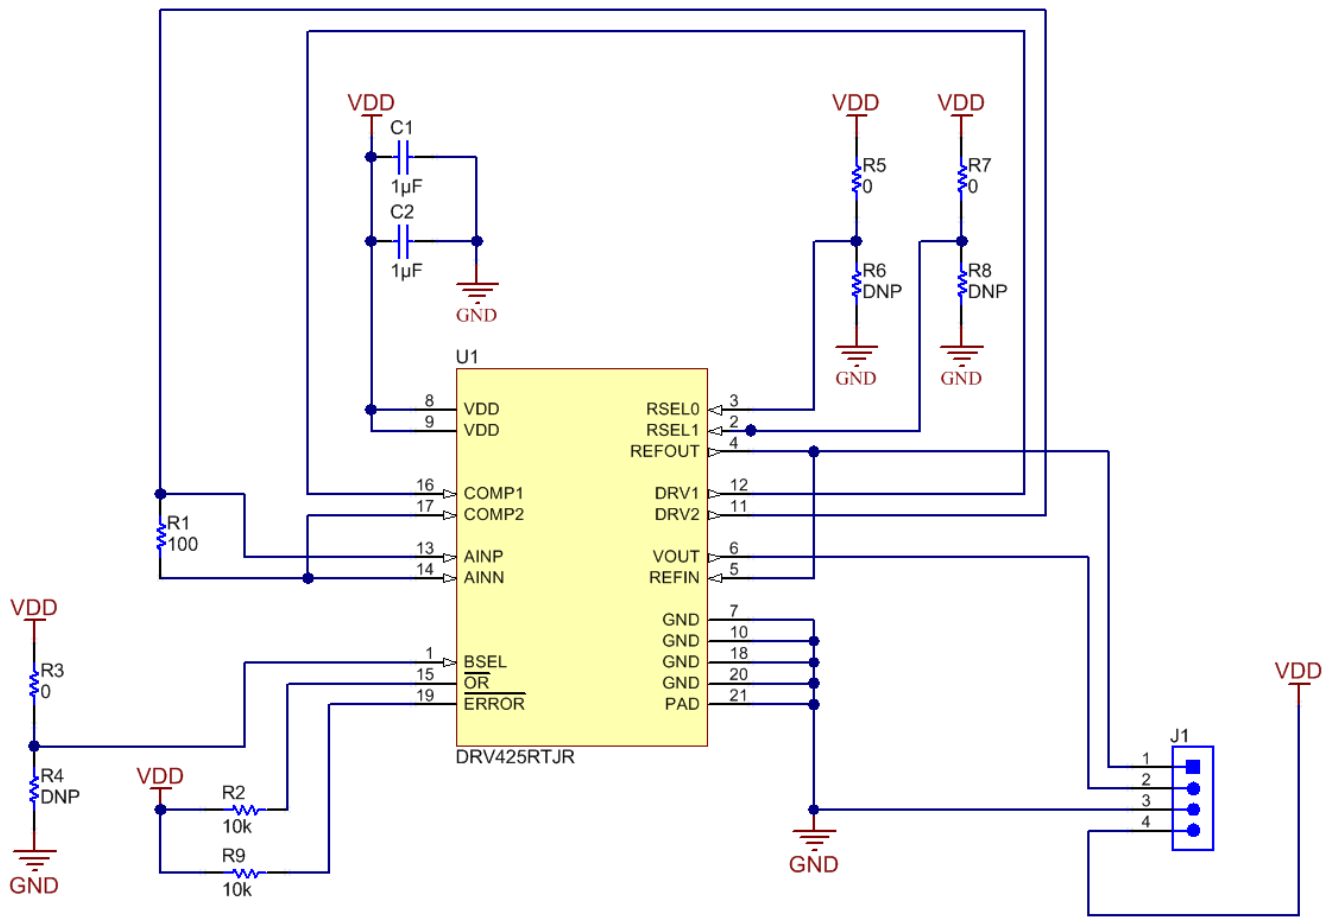 VDD
C1
1µF
C2
1µF
GND
VDD
R5
0
R6
DNP
GND
VDD
R7
0
R8
DNP
GND
U1
8 VDD
9 VDD
16 COMP1
17 COMP2
13 AINP
14 AINN
1 BSEL
15 OR
19 ERROR
RSEL0 3
RSEL1 2
REFOUT 4
DRV1 12
DRV2 11
VOUT 6
REFIN 5
GND 7
GND 10
GND 18
GND 20
PAD 21
DRV425RTJR
R1
100
VDD
R3
0
R4
DNP
GND
VDD
R2
10k
R9
10k
GND
VDD
J1
1
2
3
4